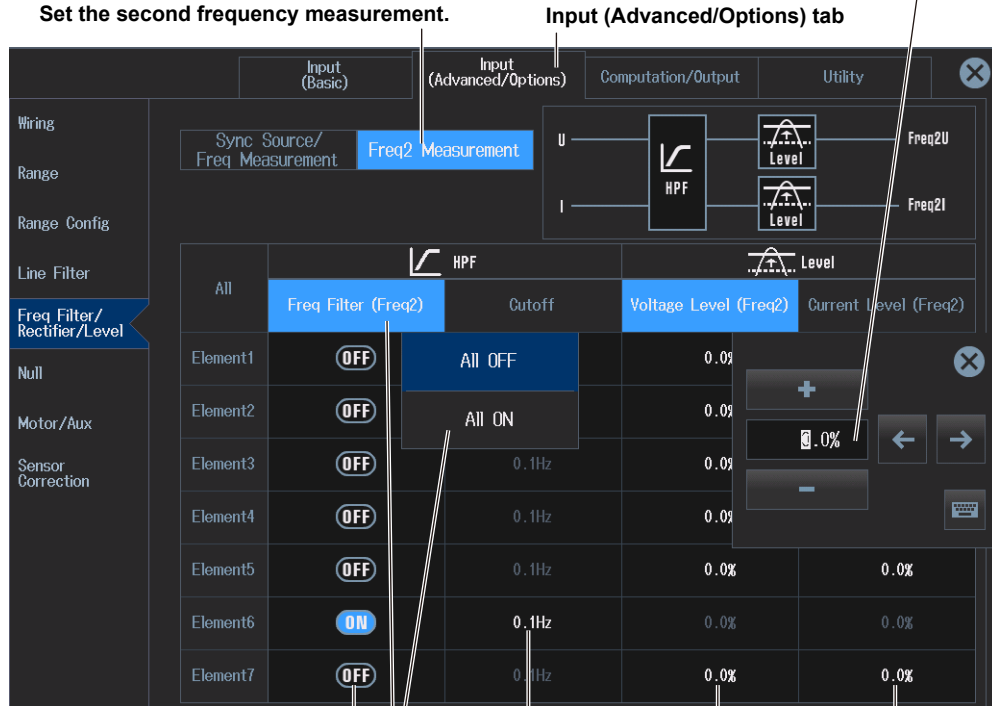 Set the second frequency measurement.
Input (Advanced/Options) tab
Input
(Basic)
Input
(Advanced/Options)
Computation/Output
Utility
Wiring
Range
Range Config
Line Filter
Freq Filter/
Rectifier/Level
Null
Motor/Aux
Sensor
Correction
Sync Source/
Freq Measurement
Freq2 Measurement
U
I
HPF
Level
Level
Freq2U
Freq2I
All
HPF
Level
Freq Filter (Freq2)
Cutoff
Voltage Level (Freq2)
Current Level (Freq2)
Element1
OFF
0.0%
Element2
OFF
0.0%
Element3
OFF
0.1Hz
0.0%
Element4
OFF
0.1Hz
0.0%
Element5
OFF
0.1Hz
0.0%
0.0%
Element6
ON
0.1Hz
0.0%
0.0%
Element7
OFF
0.1Hz
0.0%
0.0%
All OFF
All ON
+
0.0%
−